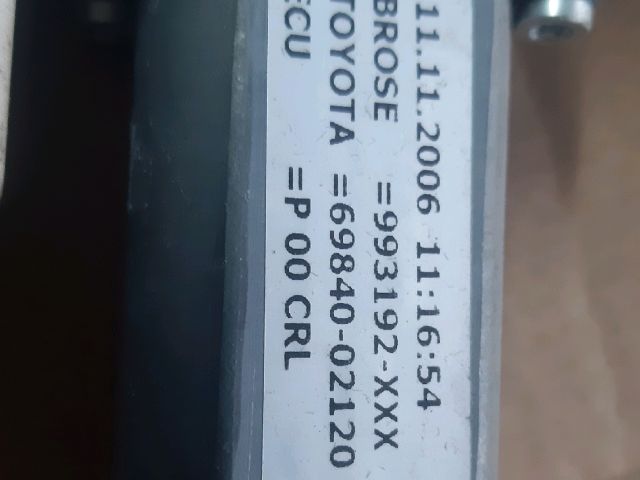 11.11.2006 11:16:54
BROSE =993192-XXX
TOYOTA =69840-02120
ECU =P 00 CRL